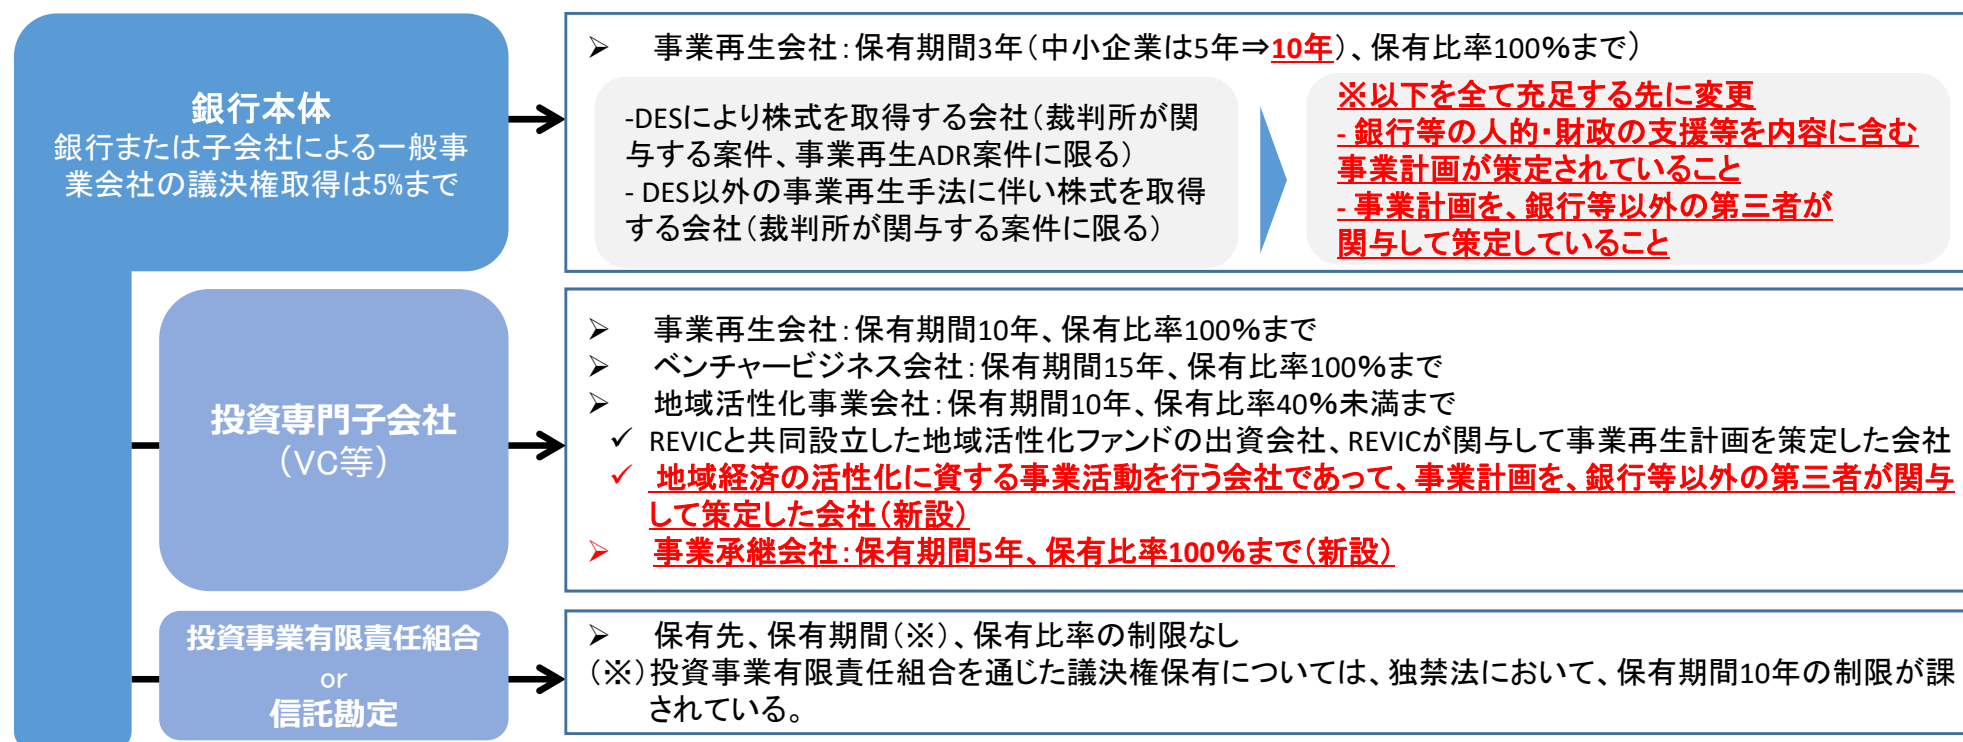 銀行本体
銀行または子会社による一般事
業会社の議決権取得は5%まで
➢ 事業再生会社：保有期間3年（中小企業は5年⇒10年）、保有比率100%まで）
-DESにより株式を取得する会社（裁判所が関
与する案件、事業再生ADR案件に限る）
- DES以外の事業再生手法に伴い株式を取得
する会社（裁判所が関与する案件に限る）
※以下を全て充足する先に変更
- 銀行等の人的・財政の支援等を内容に含む
事業計画が策定されていること
- 事業計画を、銀行等以外の第三者が
関与して策定していること
投資専門子会社
（VC等）
➢ 事業再生会社：保有期間10年、保有比率100%まで
➢ ベンチャービジネス会社：保有期間15年、保有比率100%まで
➢ 地域活性化事業会社：保有期間10年、保有比率40%未満まで
✓ REVICと共同設立した地域活性化ファンドの出資会社、REVICが関与して事業再生計画を策定した会社
✓ 地域経済の活性化に資する事業活動を行う会社であって、事業計画を、銀行等以外の第三者が関与
して策定した会社（新設）
➢ 事業承継会社：保有期間5年、保有比率100%まで（新設）
投資事業有限責任組合
or
信託勘定
➢ 保有先、保有期間（※）、保有比率の制限なし
（※）投資事業有限責任組合を通じた議決権保有については、独禁法において、保有期間10年の制限が課
されている。